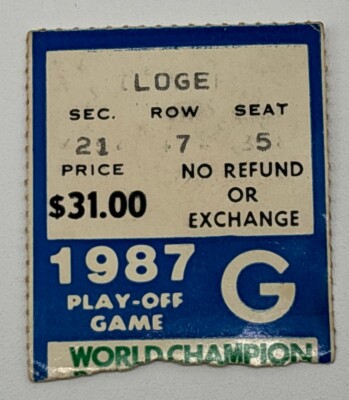 LOGE
SEC. ROW SEAT
21 7 5
PRICE NO REFUND
$31.00 OR
EXCHANGE
1987 G
PLAY-OFF
GAME
WORLD CHAMPION